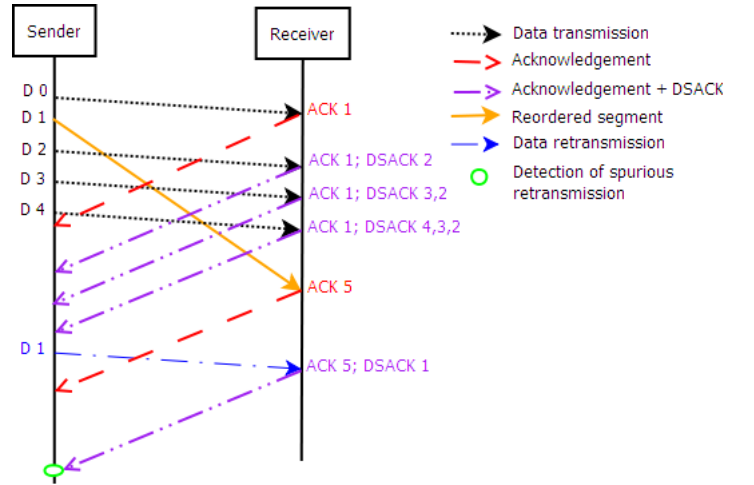 Sender
Receiver
Data transmission
Acknowledgement
Acknowledgement + DSACK
Reordered segment
Data retransmission
Detection of spurious
retransmission
D 0
ACK 1
D 1
D 2
ACK 1; DSACK 2
D 3
ACK 1; DSACK 3,2
D 4
ACK 1; DSACK 4,3,2
ACK 5
D 1
ACK 5; DSACK 1